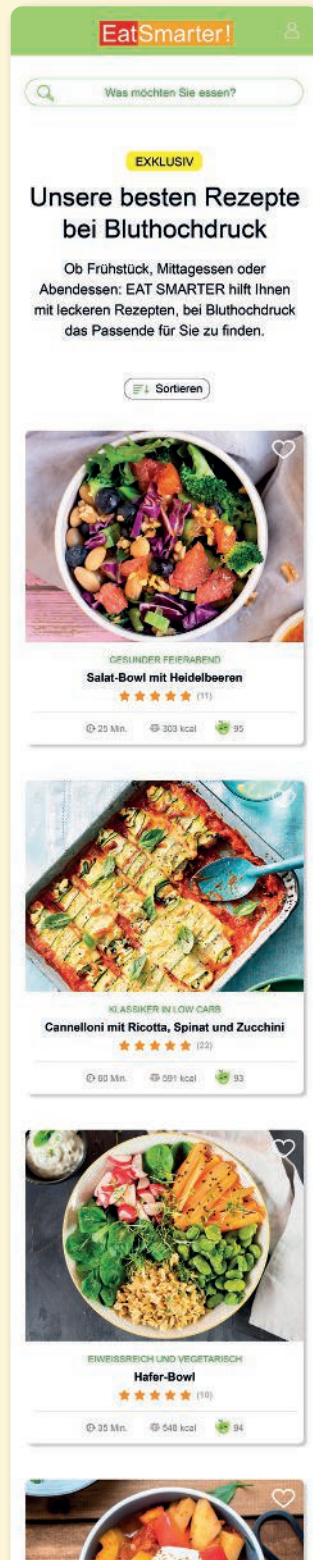 EatSmarter!
Was möchten Sie essen?
EXKLUSIV
Unsere besten Rezepte
bei Bluthochdruck
Ob Frühstück, Mittagessen oder
Abendessen: EAT SMARTER hilft Ihnen
mit leckeren Rezepten, bei Bluthochdruck
das Passende für Sie zu finden.
Sortieren
GESUNDER FEIERABEND
Salat-Bowl mit Heidelbeeren
(11)
25 Min. 303 kcal 95
KLASSIKER IN LOW CARB
Cannelloni mit Ricotta, Spinat und Zucchini
(22)
60 Min. 591 kcal 93
EIWEISSREICH UND VEGETARISCH
Hafer-Bowl
(10)
35 Min. 548 kcal 94